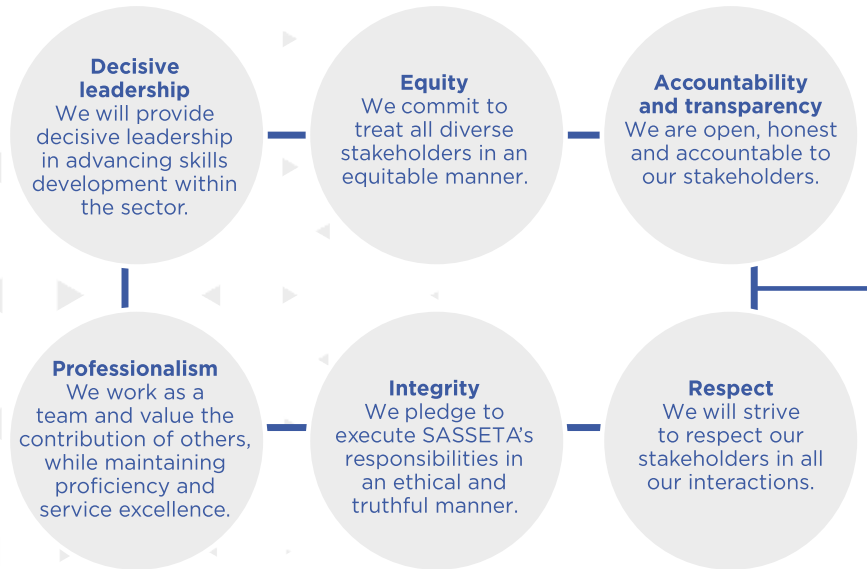 Decisive
leadership
We will provide
decisive leadership
in advancing skills
development within
the sector.
Equity
We commit to
treat all diverse
stakeholders in an
equitable manner.
Accountability
and transparency
We are open, honest
and accountable to
our stakeholders.
Professionalism
We work as a
team and value the
contribution of others,
while maintaining
proficiency and
service excellence.
Integrity
We pledge to
execute SASSETA’s
responsibilities in
an ethical and
truthful manner.
Respect
We will strive
to respect our
stakeholders in all
our interactions.